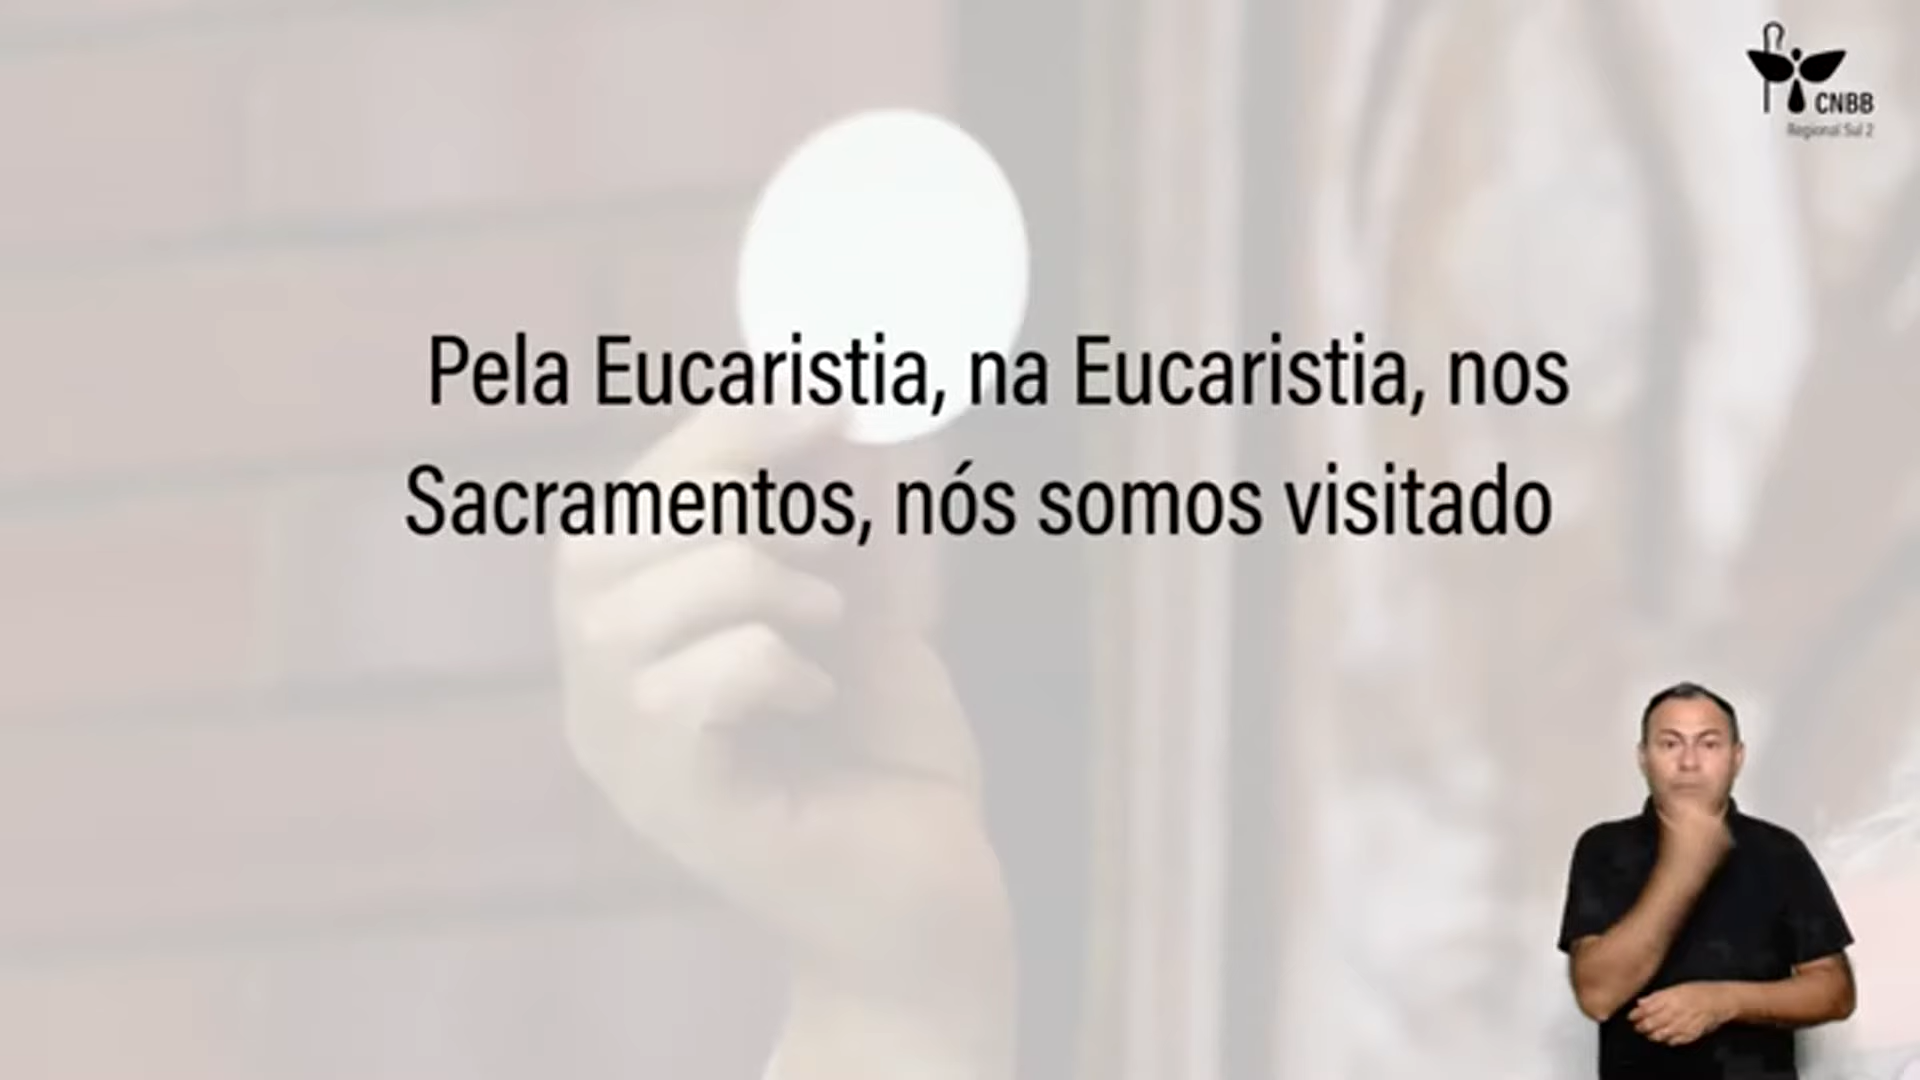 CNBB
Regional Sul 2
Pela Eucaristia, na Eucaristia, nos
Sacramentos, nós somos visitado